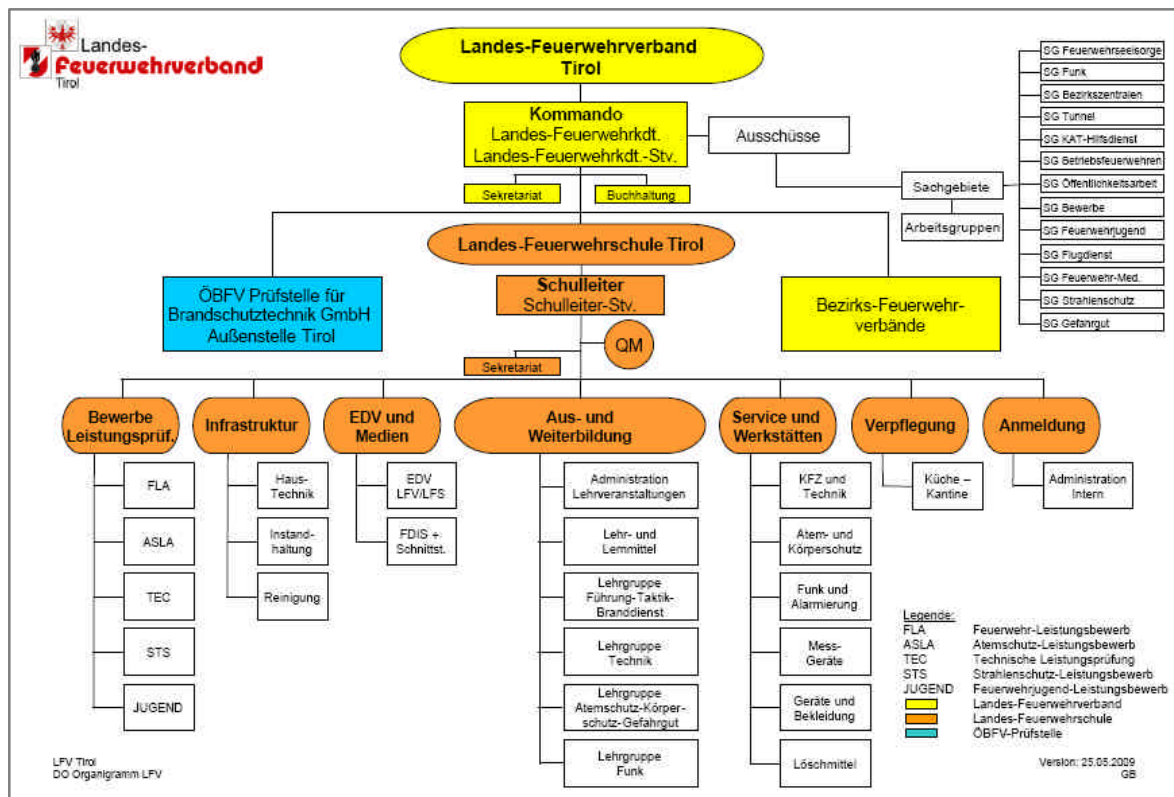 Landes-
Feuerwehrverband
Tirol
Landes-Feuerwehrverband
Tirol
Kommando
Landes-Feuerwehrkdt.
Landes-Feuerwehrkdt.-Stv.
Ausschüsse
Sekretariat
Buchhaltung
Sachgebiete
Arbeitsgruppen
SG Feuerwehrseelsorge
SG Funk
SG Bezirkszentralen
SG Tunnel
SG KAT-Hilfsdienst
SG Betriebsfeuerwehren
SG Öffentlichkeitsarbeit
SG Bewerbe
SG Feuerwehrjugend
SG Flugdienst
SG Feuerwehr-Med.
SG Strahlenschutz
SG Gefahrgut
Landes-Feuerwehrschule Tirol
ÖBFV Prüfstelle für
Brandschutztechnik GmbH
Außenstelle Tirol
Schulleiter
Schulleiter-Stv.
Bezirks-Feuerwehr-
verbände
QM
Sekretariat
Bewerbe
Leistungsprüf.
Infrastruktur
EDV und
Medien
Aus- und
Weiterbildung
Service und
Werkstätten
Verpflegung
Anmeldung
FLA
ASLA
TEC
STS
JUGEND
Haus-
Technik
Instand-
haltung
Reinigung
EDV
LFV/LFS
FDIS +
Schnittst.
Administration
Lehrveranstaltungen
Lehr- und
Lernmittel
Lehrgruppe
Führung-Taktik-
Branddienst
Lehrgruppe
Technik
Lehrgruppe
Atemschutz-Körper-
schutz-Gefahrgut
Lehrgruppe
Funk
KFZ und
Technik
Atem- und
Körperschutz
Funk und
Alarmierung
Mess-
Geräte
Geräte und
Bekleidung
Löschmittel
Küche –
Kantine
Administration
Intern
Legende:
FLA Feuerwehr-Leistungsbewerb
ASLA Atemschutz-Leistungsbewerb
TEC Technische Leistungsprüfung
STS Strahlenschutz-Leistungsbewerb
JUGEND Feuerwehrjugend-Leistungsbewerb
Landes-Feuerwehrverband
Landes-Feuerwehrschule
ÖBFV-Prüfstelle
LFV Tirol
DO Organigramm LFV
Version: 25.05.2009
GB